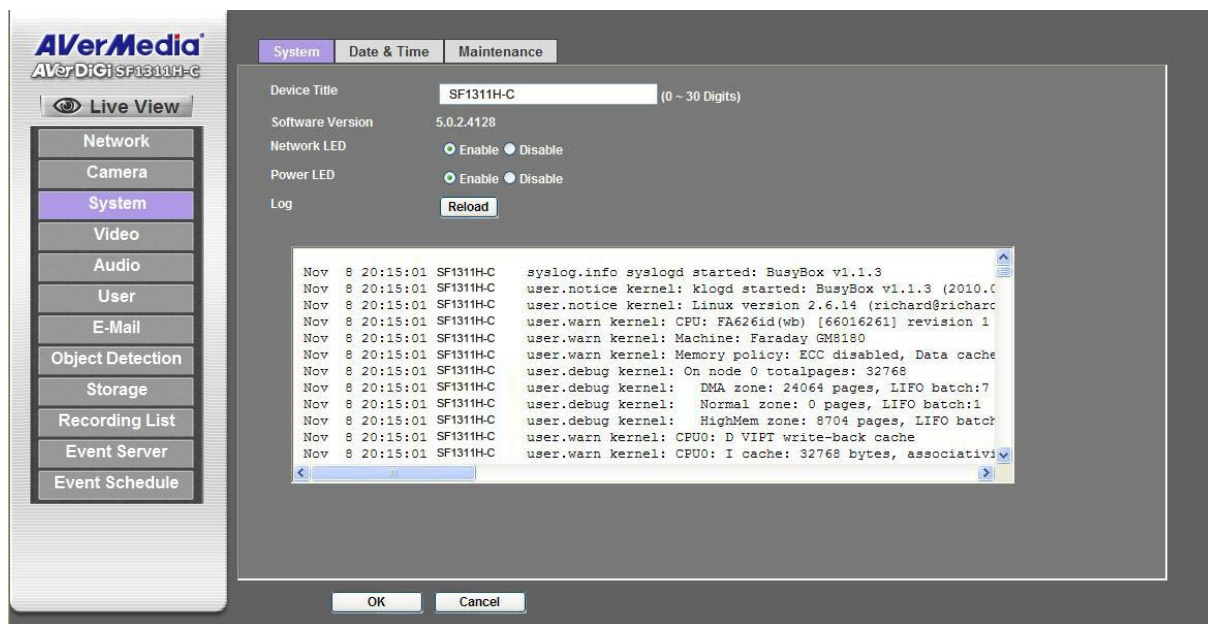 AVerMedia
AVerDiGi SF1311H-C
Live View
Network
Camera
System
Video
Audio
User
E-Mail
Object Detection
Storage
Recording List
Event Server
Event Schedule
System Date & Time Maintenance
Device Title SF1311H-C (0 ~ 30 Digits)
Software Version 5.0.2.4128
Network LED Enable Disable
Power LED Enable Disable
Log Reload
Nov 8 20:15:01 SF1311H-C syslog.info syslogd started: BusyBox v1.1.3
Nov 8 20:15:01 SF1311H-C user.notice kernel: klogd started: BusyBox v1.1.3 (2010.0
Nov 8 20:15:01 SF1311H-C user.notice kernel: Linux version 2.6.14 (richard@richard
Nov 8 20:15:01 SF1311H-C user.warn kernel: CPU: FA626id(wb) [66016261] revision 1
Nov 8 20:15:01 SF1311H-C user.warn kernel: Machine: Faraday GM8180
Nov 8 20:15:01 SF1311H-C user.warn kernel: Memory policy: ECC disabled, Data cache
Nov 8 20:15:01 SF1311H-C user.debug kernel: On node 0 totalpages: 32768
Nov 8 20:15:01 SF1311H-C user.debug kernel: DMA zone: 24064 pages, LIFO batch:7
Nov 8 20:15:01 SF1311H-C user.debug kernel: Normal zone: 0 pages, LIFO batch:1
Nov 8 20:15:01 SF1311H-C user.debug kernel: HighMem zone: 8704 pages, LIFO batch
Nov 8 20:15:01 SF1311H-C user.warn kernel: CPU0: D VIPT write-back cache
Nov 8 20:15:01 SF1311H-C user.warn kernel: CPU0: I cache: 32768 bytes, associativi
OK Cancel